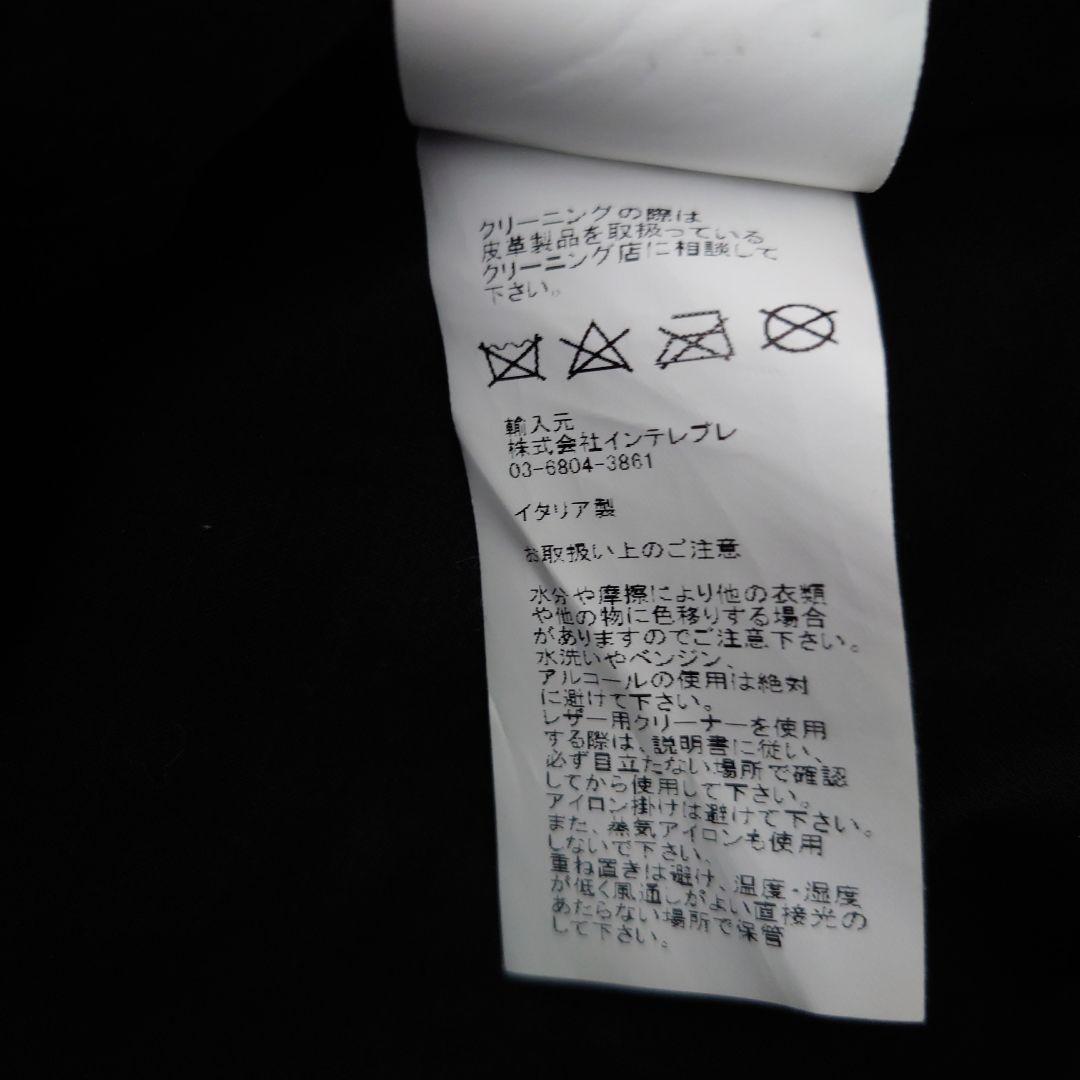 クリーニングの際は
皮革製品を取扱っている
クリーニング店に相談して
下さい。
輸入元
株式会社インテレプレ
03-6804-3861
イタリア製
お取扱い上のご注意
水分や摩擦により他の衣類
や他の物に色移りする場合
がありますのでご注意下さい。
水洗いやベンジン、
アルコールの使用は絶対
に避けて下さい。
レザー用クリーナーを使用
する際は、説明書に従い、
必ず目立たない場所で確認
してから使用して下さい。
アイロン掛けは避けて下さい。
また、蒸気アイロンも使用
しないで下さい、
重ね置きは避け、温度・湿度
が低く風通しがよい直接光の
あたらない場所で保管
して下さい。